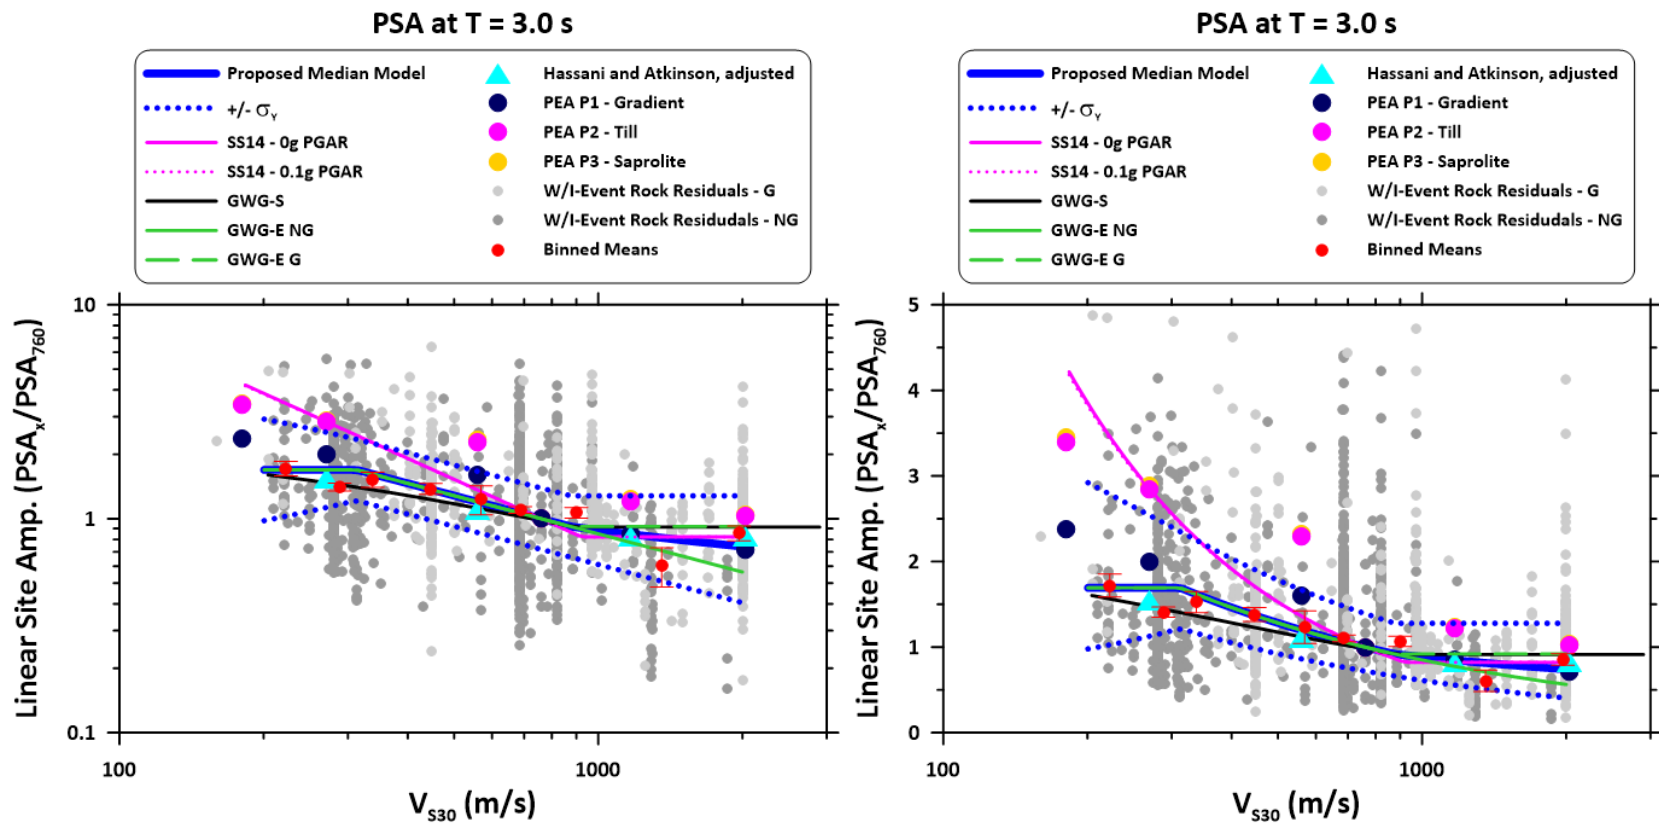 PSA at T = 3.0 s
Proposed Median Model
+/- σY
SS14 - 0g PGAR
SS14 - 0.1g PGAR
GWG-S
GWG-E NG
GWG-E G
Hassani and Atkinson, adjusted
PEA P1 - Gradient
PEA P2 - Till
PEA P3 - Saprolite
W/I-Event Rock Residuals - G
W/I-Event Rock Residudals - NG
Binned Means
Linear Site Amp. (PSAx/PSA760)
10
1
0.1
100
1000
VS30 (m/s)
PSA at T = 3.0 s
Proposed Median Model
+/- σY
SS14 - 0g PGAR
SS14 - 0.1g PGAR
GWG-S
GWG-E NG
GWG-E G
Hassani and Atkinson, adjusted
PEA P1 - Gradient
PEA P2 - Till
PEA P3 - Saprolite
W/I-Event Rock Residuals - G
W/I-Event Rock Residudals - NG
Binned Means
Linear Site Amp. (PSAx/PSA760)
5
4
3
2
1
0
100
1000
VS30 (m/s)